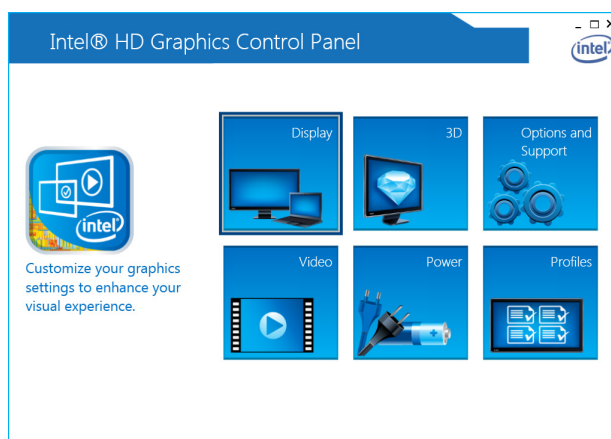 Intel® HD Graphics Control Panel
intel
Display
3D
Options and
Support
intel
Customize your graphics
settings to enhance your
visual experience.
Video
Power
Profiles